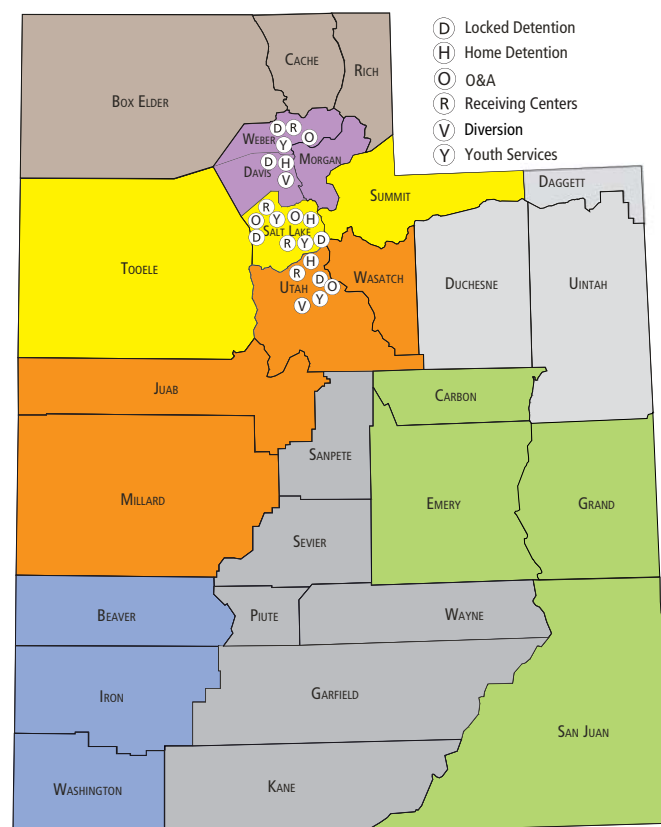 D Locked Detention
H Home Detention
O O&A
R Receiving Centers
V Diversion
Y Youth Services
CACHE
RICH
BOX ELDER
D R
WEBER O
Y
MORGAN
D H
DAVIS
V
SUMMIT
DAGGETT
R
O Y O H
SALT LAKE
D R Y D
TOOELE
H
WASATCH
R
UTAH D O
V Y
DUCHESNE
UINTAH
JUAB
CARBON
SANPETE
MILLARD
EMERY
GRAND
SEVIER
BEAVER
PIUTE
WAYNE
IRON
GARFIELD
SAN JUAN
WASHINGTON
KANE